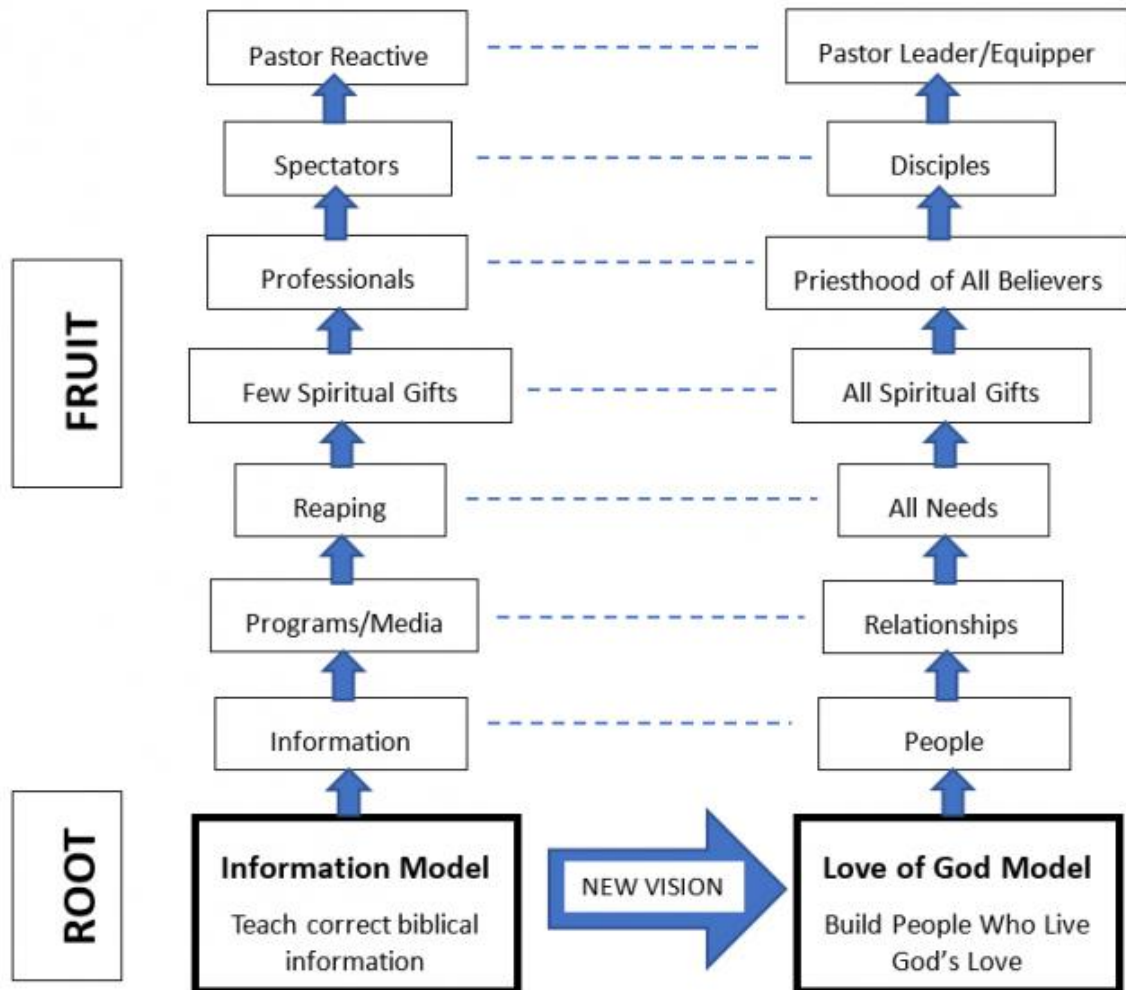 Pastor Reactive
Pastor Leader/Equipper
Spectators
Disciples
Professionals
Priesthood of All Believers
FRUIT
Few Spiritual Gifts
All Spiritual Gifts
Reaping
All Needs
Programs/Media
Relationships
Information
People
ROOT
Information Model
Teach correct biblical
information
NEW VISION
Love of God Model
Build People Who Live
God's Love